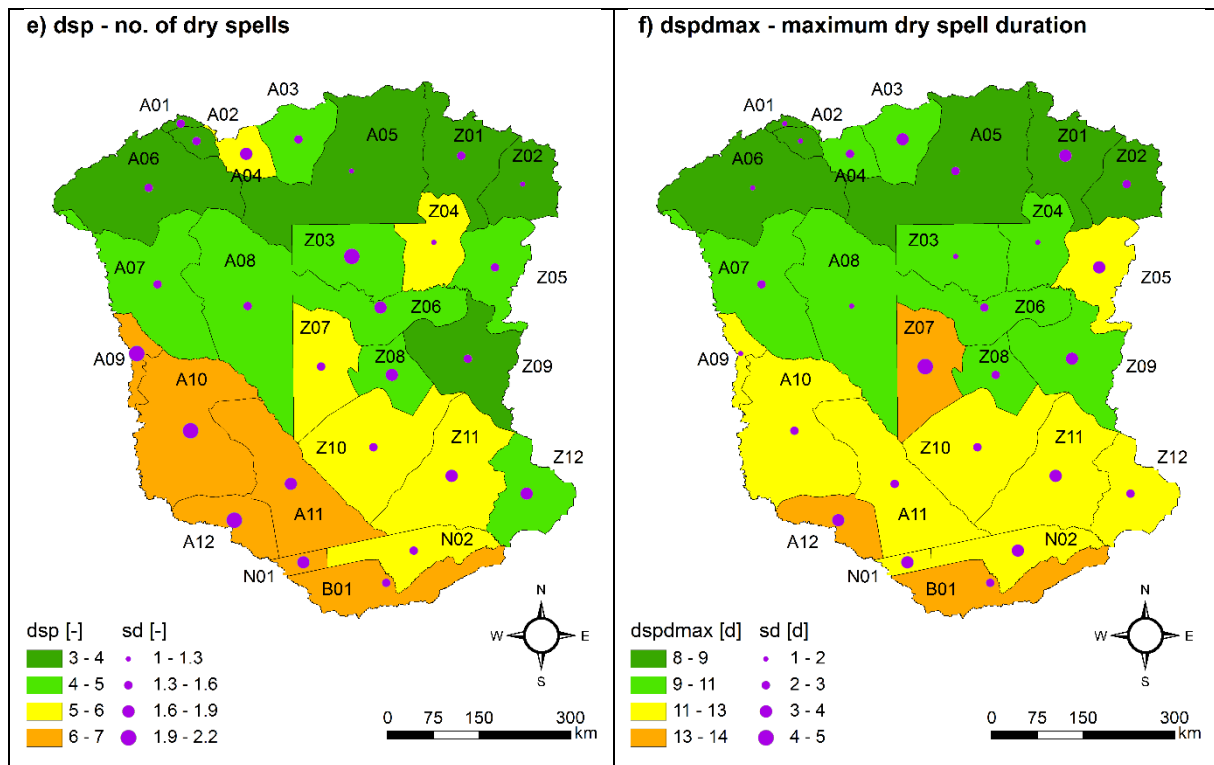 e) dsp - no. of dry spells
A01
A02
A03
A05
Z01
Z02
A06
A04
Z04
Z03
A07
A08
Z05
Z06
Z07
A09
Z08
Z09
A10
Z10
Z11
Z12
A11
A12
N02
N01
B01
N
W
E
S
dsp [-] sd [-]
3 - 4 1 - 1.3
4 - 5 1.3 - 1.6
5 - 6 1.6 - 1.9
6 - 7 1.9 - 2.2
0 75 150 300
km
f) dspdmax - maximum dry spell duration
A01
A02
A03
A05
Z01
Z02
A06
A04
Z04
Z03
A07
A08
Z05
Z06
Z07
A09
Z08
Z09
A10
Z10
Z11
Z12
A11
A12
N02
N01
B01
N
W
E
S
dspdmax [d] sd [d]
8 - 9 1 - 2
9 - 11 2 - 3
11 - 13 3 - 4
13 - 14 4 - 5
0 75 150 300
km